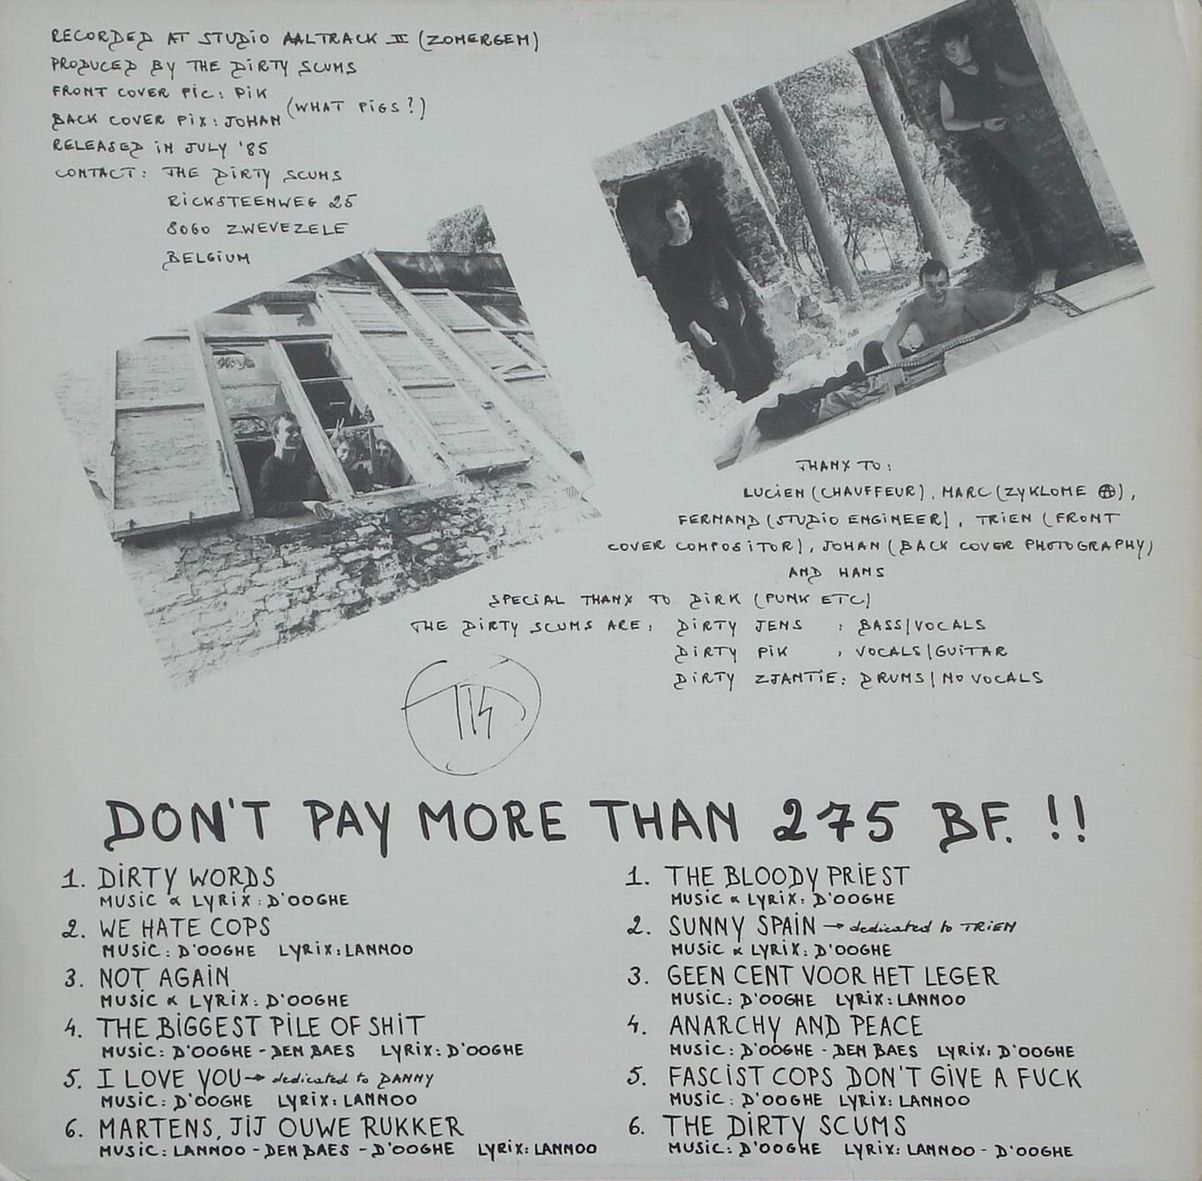 RECORDED AT STUDIO AALTRACK II (ZOMERGEM)
PRODUCED BY THE DIRTY SCUMS
FRONT COVER PIC: PIK
(WHAT PIGS?)
BACK COVER PIX: JOHAN
RELEASED IN JULY '85
CONTACT: THE DIRTY SCUMS
RICKSTEENWEG 25
8060 ZWEVEZELE
BELGIUM
THANX TO:
LUCIEN (CHAUFFEUR), MARC (ZYKLOME Ⓐ),
FERNAND (STUDIO ENGINEER), TRIEN (FRONT
COVER COMPOSITOR), JOHAN (BACK COVER PHOTOGRAPHY)
AND HANS
SPECIAL THANX TO DIRK (PUNK ETC)
THE DIRTY SCUMS ARE: DIRTY JENS : BASS/VOCALS
DIRTY PIK : VOCALS/GUITAR
DIRTY ZJANTIE: DRUMS/NO VOCALS
DON'T PAY MORE THAN 275 BF. !!
1. DIRTY WORDS
MUSIC & LYRIX: D'OOGHE
2. WE HATE COPS
MUSIC: D'OOGHE LYRIX: LANNOO
3. NOT AGAIN
MUSIC & LYRIX: D'OOGHE
4. THE BIGGEST PILE OF SHIT
MUSIC: D'OOGHE - DEN BAES LYRIX: D'OOGHE
5. I LOVE YOU → dedicated to DANNY
MUSIC: D'OOGHE LYRIX: LANNOO
6. MARTENS, JIJ OUWE RUKKER
MUSIC: LANNOO - DEN BAES - D'OOGHE LYRIX: LANNOO
1. THE BLOODY PRIEST
MUSIC & LYRIX: D'OOGHE
2. SUNNY SPAIN → dedicated to TRIEN
MUSIC & LYRIX: D'OOGHE
3. GEEN CENT VOOR HET LEGER
MUSIC: D'OOGHE LYRIX: LANNOO
4. ANARCHY AND PEACE
MUSIC: D'OOGHE - DEN BAES LYRIX: D'OOGHE
5. FASCIST COPS DON'T GIVE A FUCK
MUSIC: D'OOGHE LYRIX: LANNOO
6. THE DIRTY SCUMS
MUSIC: D'OOGHE LYRIX: LANNOO - D'OOGHE